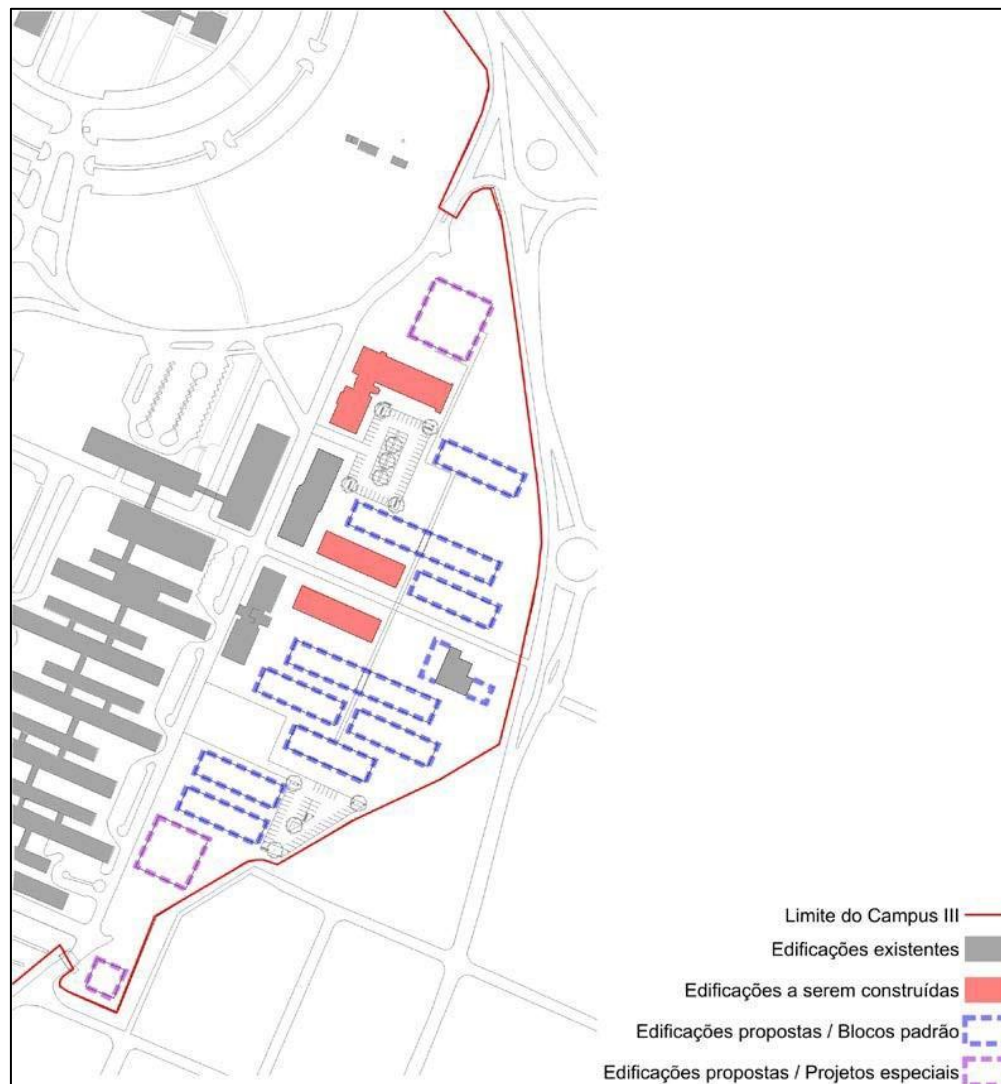 Limite do Campus III
Edificações existentes
Edificações a serem construídas
Edificações propostas / Blocos padrão
Edificações propostas / Projetos especiais